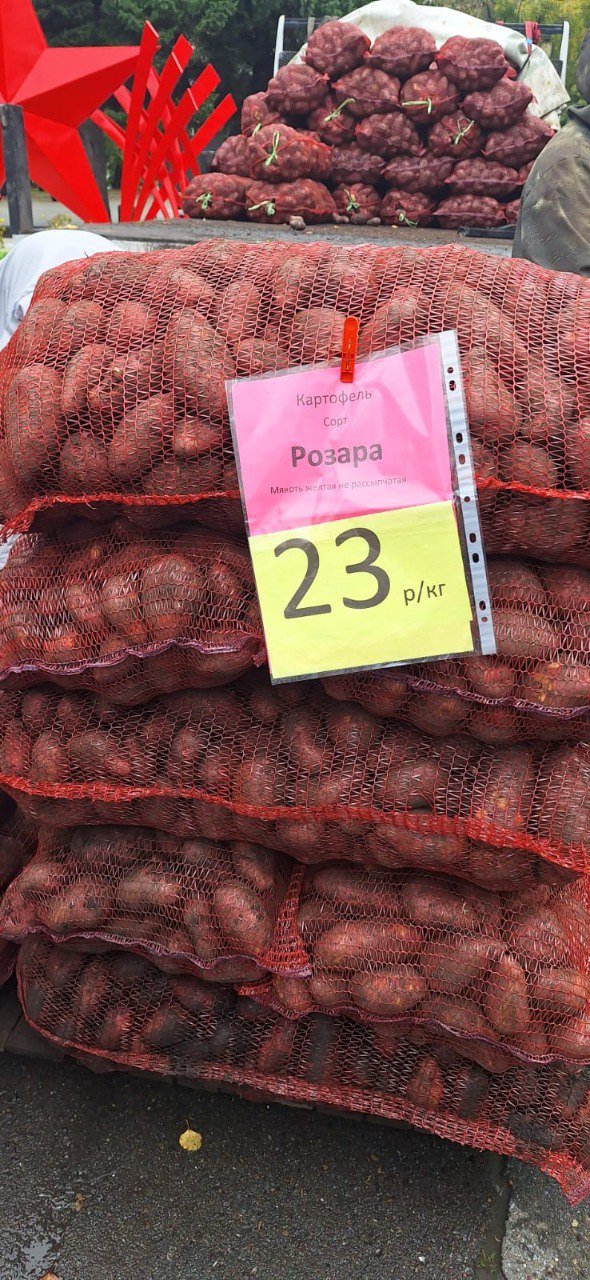 Картофель
Сорт
Розара
Мякоть желтая не рассыпчатая
23 р/кг